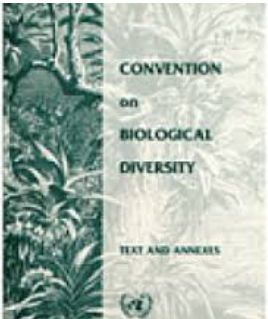 CONVENTION
on
BIOLOGICAL
DIVERSITY
TEXT AND ANNEXES